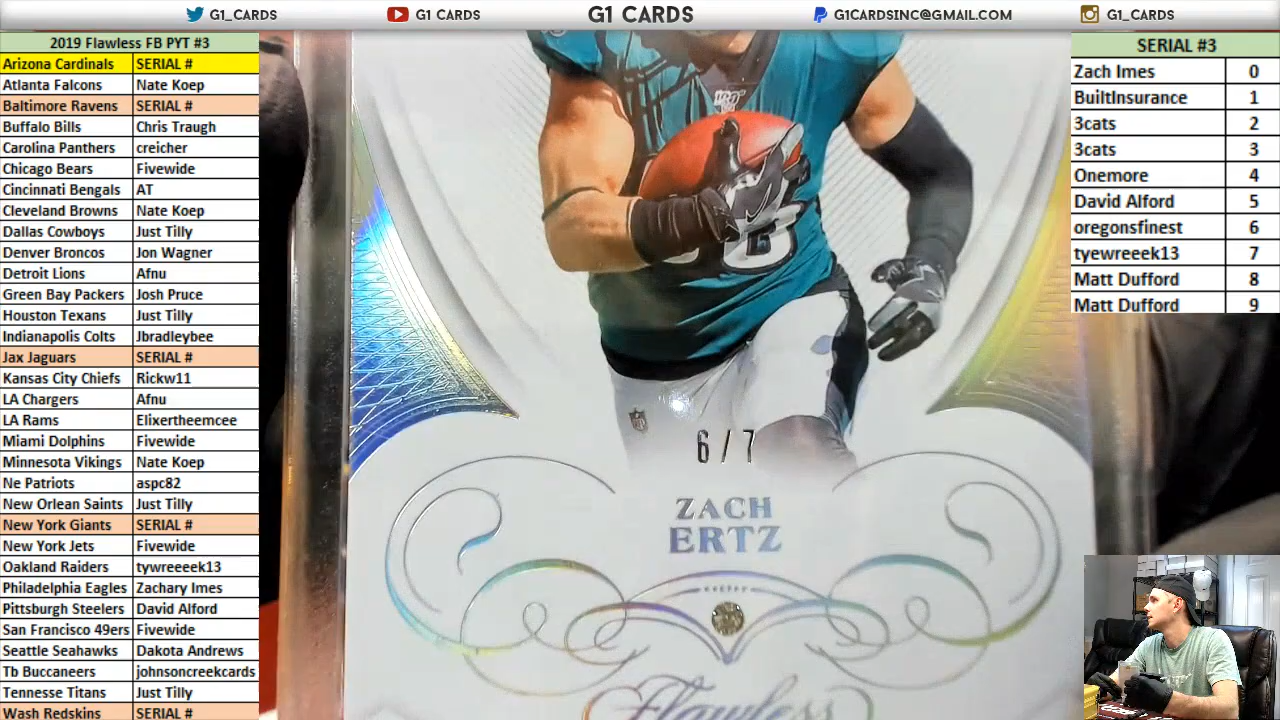 G1_CARDS
G1 CARDS
G1 CARDS
G1CARDSINC@GMAIL.COM
G1_CARDS
2019 Flawless FB PYT #3
Arizona Cardinals SERIAL #
Atlanta Falcons Nate Koep
Baltimore Ravens SERIAL #
Buffalo Bills Chris Traugh
Carolina Panthers creicher
Chicago Bears Fivewide
Cincinnati Bengals AT
Cleveland Browns Nate Koep
Dallas Cowboys Just Tilly
Denver Broncos Jon Wagner
Detroit Lions Afnu
Green Bay Packers Josh Pruce
Houston Texans Just Tilly
Indianapolis Colts Jbradleybee
Jax Jaguars SERIAL #
Kansas City Chiefs Rickw11
LA Chargers Afnu
LA Rams Elixertheemcee
Miami Dolphins Fivewide
Minnesota Vikings Nate Koep
Ne Patriots aspc82
New Orlean Saints Just Tilly
New York Giants SERIAL #
New York Jets Fivewide
Oakland Raiders tywreeeek13
Philadelphia Eagles Zachary Imes
Pittsburgh Steelers David Alford
San Francisco 49ers Fivewide
Seattle Seahawks Dakota Andrews
Tb Buccaneers johnsoncreekcards
Tennesse Titans Just Tilly
Wash Redskins SERIAL #
6/7
ZACH
ERTZ
Flawless
SERIAL #3
Zach Imes 0
BuiltInsurance 1
3cats 2
3cats 3
Onemore 4
David Alford 5
oregonsfinest 6
tyewreeek13 7
Matt Dufford 8
Matt Dufford 9